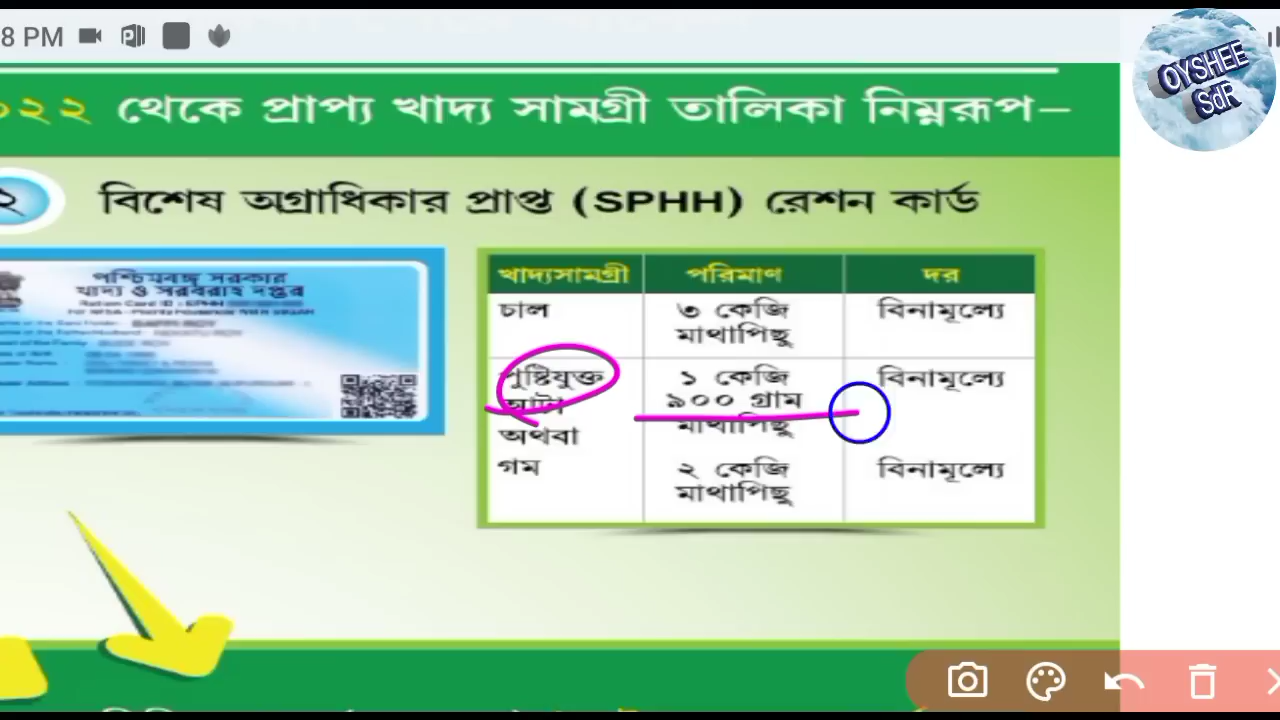 8 PM
২২ থেকে প্রাপ্য খাদ্য সামগ্রী তালিকা নিম্নরূপ–
২ বিশেষ অগ্রাধিকার প্রাপ্ত (SPHH) রেশন কার্ড
পশ্চিমবঙ্গ সরকার
খাদ্য ও সরবরাহ দপ্তর
খাদ্যসামগ্রী পরিমাণ দর
চাল ৩ কেজি বিনামূল্যে
মাথাপিছু
পুষ্টিযুক্ত ১ কেজি বিনামূল্যে
আটা ৯০০ গ্রাম
মাথাপিছু
অথবা
গম ২ কেজি বিনামূল্যে
মাথাপিছু
OYSHEE
SdR